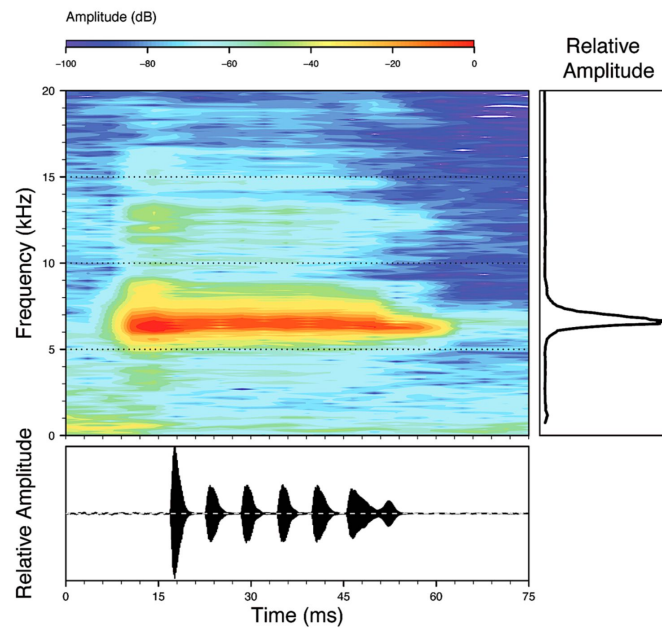 Amplitude (dB)
-100 -80 -60 -40 -20 0
Relative
Amplitude
20
15
10
5
0
Frequency (kHz)
Relative Amplitude
0 15 30 45 60 75
Time (ms)